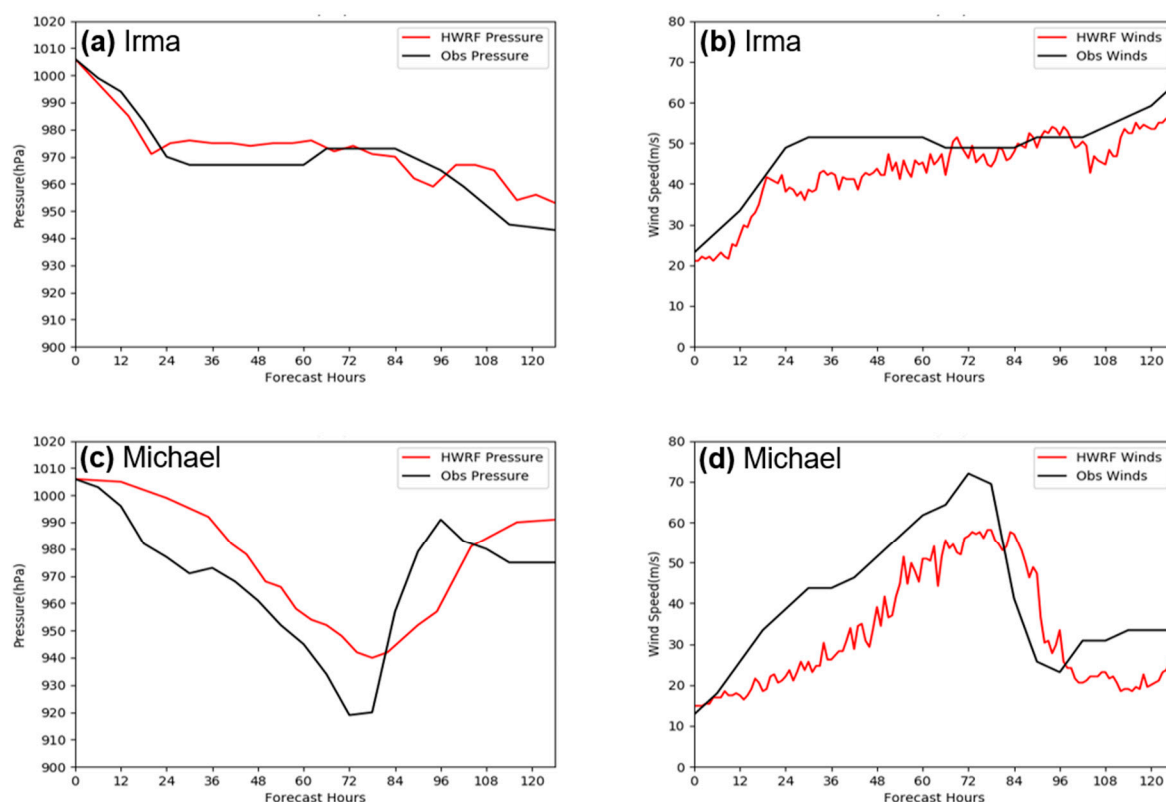 (a) Irma
HWRF Pressure
Obs Pressure
Pressure(hPa)
1020
1010
1000
990
980
970
960
950
940
930
920
910
900
0 12 24 36 48 60 72 84 96 108 120
Forecast Hours
(b) Irma
HWRF Winds
Obs Winds
Wind Speed(m/s)
80
70
60
50
40
30
20
10
0
0 12 24 36 48 60 72 84 96 108 120
Forecast Hours
(c) Michael
HWRF Pressure
Obs Pressure
Pressure(hPa)
1020
1010
1000
990
980
970
960
950
940
930
920
910
900
0 12 24 36 48 60 72 84 96 108 120
Forecast Hours
(d) Michael
HWRF Winds
Obs Winds
Wind Speed(m/s)
80
70
60
50
40
30
20
10
0
0 12 24 36 48 60 72 84 96 108 120
Forecast Hours